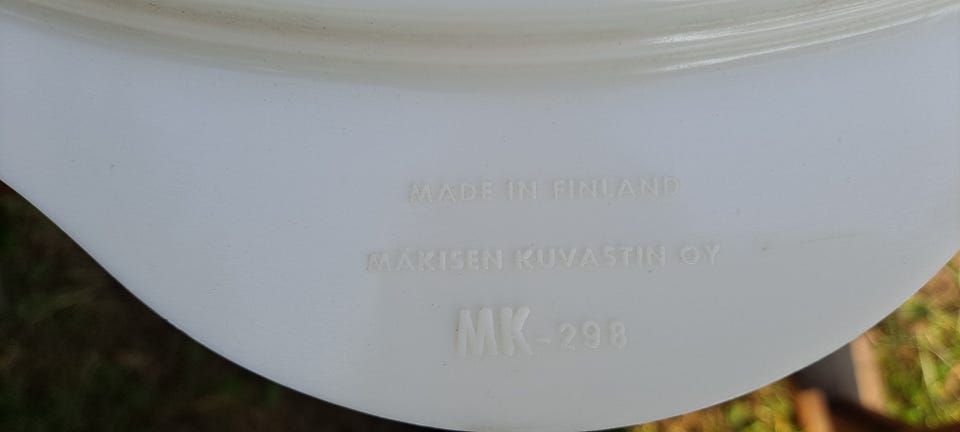 MADE IN FINLAND
MÄKISEN KUVASTIN OY
MK-298